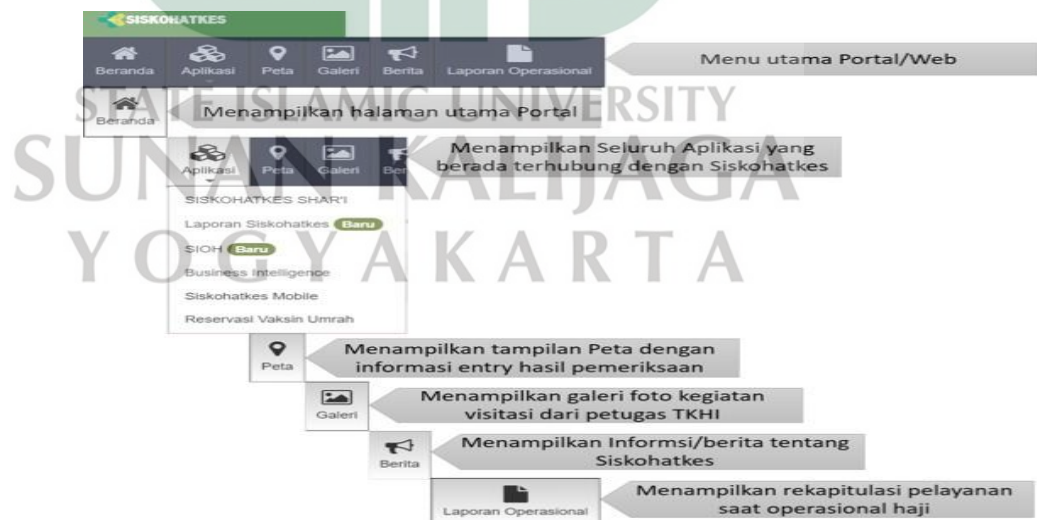 SISKOHATKES
Beranda Aplikasi Peta Galeri Berita Laporan Operasional
Menu utama Portal/Web
Beranda
Menampilkan halaman utama Portal
STATE ISLAMIC UNIVERSITY
Aplikasi Peta Galeri Ber
Menampilkan Seluruh Aplikasi yang
berada terhubung dengan Siskohatkes
SUNAN KALIJAGA
SISKOHATKES SHAR'I
Laporan Siskohatkes Baru
SIOH Baru
YOGYAKARTA
Business Intelligence
Siskohatkes Mobile
Reservasi Vaksin Umrah
Peta
Menampilkan tampilan Peta dengan
informasi entry hasil pemeriksaan
Galeri
Menampilkan galeri foto kegiatan
visitasi dari petugas TKHI
Berita
Menampilkan Informsi/berita tentang
Siskohatkes
Laporan Operasional
Menampilkan rekapitulasi pelayanan
saat operasional haji